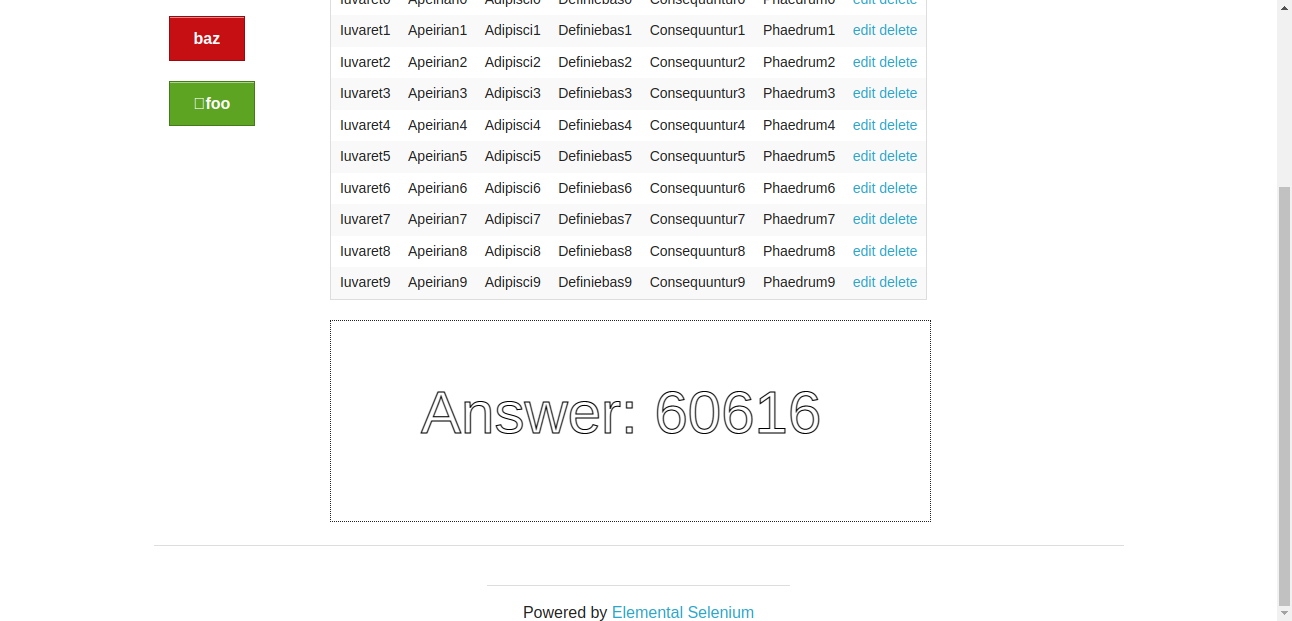 Iuvaret0 Apeirian0 Adipisci0 Definiebas0 Consequuntur0 Phaedrum0 edit delete
baz
Iuvaret1 Apeirian1 Adipisci1 Definiebas1 Consequuntur1 Phaedrum1 edit delete
Iuvaret2 Apeirian2 Adipisci2 Definiebas2 Consequuntur2 Phaedrum2 edit delete
Iuvaret3 Apeirian3 Adipisci3 Definiebas3 Consequuntur3 Phaedrum3 edit delete
foo
Iuvaret4 Apeirian4 Adipisci4 Definiebas4 Consequuntur4 Phaedrum4 edit delete
Iuvaret5 Apeirian5 Adipisci5 Definiebas5 Consequuntur5 Phaedrum5 edit delete
Iuvaret6 Apeirian6 Adipisci6 Definiebas6 Consequuntur6 Phaedrum6 edit delete
Iuvaret7 Apeirian7 Adipisci7 Definiebas7 Consequuntur7 Phaedrum7 edit delete
Iuvaret8 Apeirian8 Adipisci8 Definiebas8 Consequuntur8 Phaedrum8 edit delete
Iuvaret9 Apeirian9 Adipisci9 Definiebas9 Consequuntur9 Phaedrum9 edit delete
Answer: 60616
Powered by Elemental Selenium